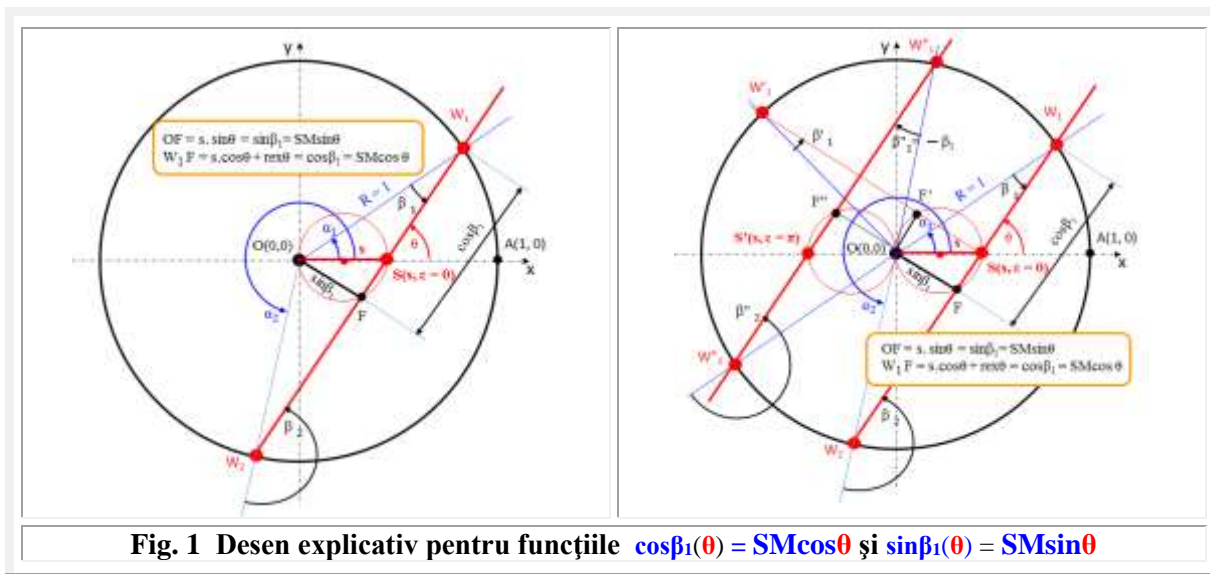 y
W₁
OF = s. sinθ = sinβ₁= SMsinθ
W₁ F = s.cosθ+ rexθ = cosβ₁ = SMcos θ
R = 1
β₁
α₁
cosβ₁
O(0,0)
s
θ
A(1, 0)
x
S(s, ε = 0)
sinβ₁
F
α₂
β₂
W₂
y
W"₁
W'₁
W₁
β'₁
β"₁= − β₁
R = 1
β₁
F"
F'
α₁
cosβ₁
S'(s, ε = π)
O(0,0)
s
θ
A(1, 0)
x
S(s, ε = 0)
sinβ₁
F
α₂
β"₂
OF = s. sinθ = sinβ₁= SMsinθ
W₁ F = s.cosθ+ rexθ = cosβ₁ = SMcos θ
β₂
W₂
Fig. 1 Desen explicativ pentru funcţiile cosβ₁(θ) = SMcosθ şi sinβ₁(θ) = SMsinθ